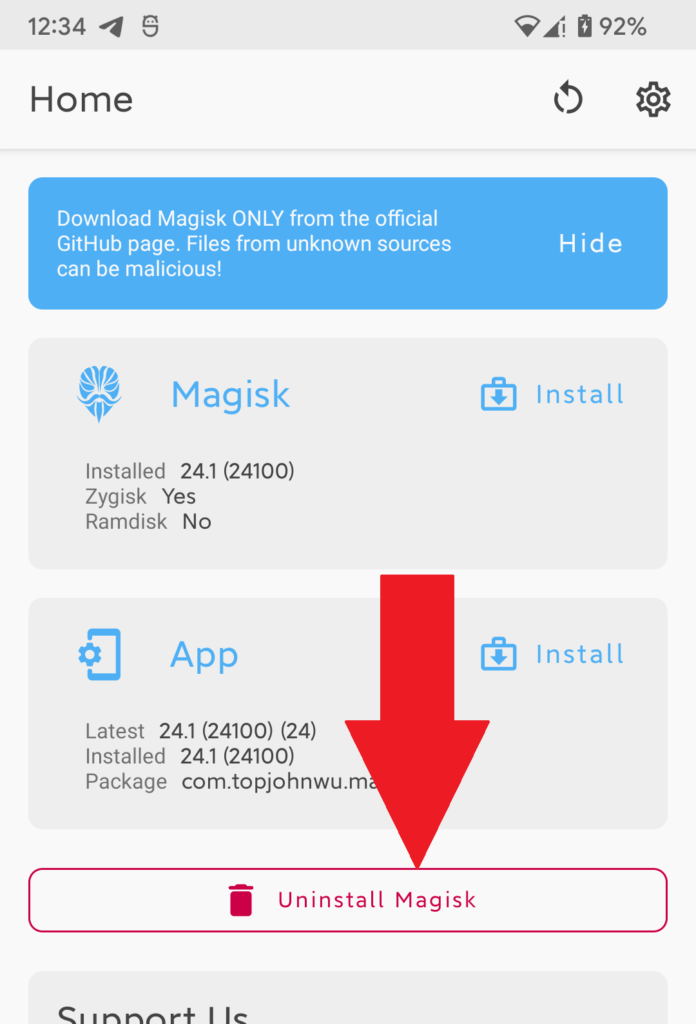 12:34 92%
Home
Download Magisk ONLY from the official
GitHub page. Files from unknown sources
can be malicious!
Hide
Magisk
Install
Installed 24.1 (24100)
Zygisk Yes
Ramdisk No
App
Install
Latest 24.1 (24100) (24)
Installed 24.1 (24100)
Package com.topjohnwu.ma
Uninstall Magisk
Support Us